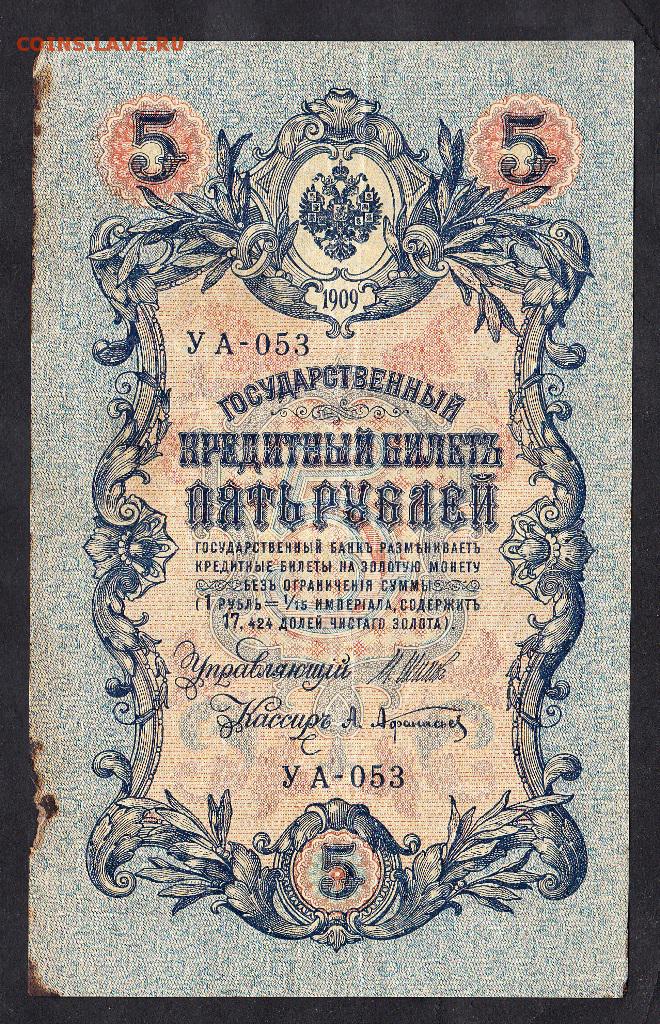 COINS.LAVE.RU
5 5
1909
УА-053
ГОСУДАРСТВЕННЫЙ
КРЕДИТНЫЙ БИЛЕТЪ
ПЯТЬ РУБЛЕЙ
ГОСУДАРСТВЕННЫЙ БАНКЪ РАЗМѢНИВАЕТЪ
КРЕДИТНЫЕ БИЛЕТЫ НА ЗОЛОТУЮ МОНЕТУ
БЕЗЪ ОГРАНИЧЕНІЯ СУММЫ
(1 РУБЛЬ = 1/15 ИМПЕРІАЛА, СОДЕРЖИТЪ
17,424 ДОЛЕЙ ЧИСТАГО ЗОЛОТА).
Управляющій И. Шипов
Кассиръ А. Афанасьев
УА-053
5